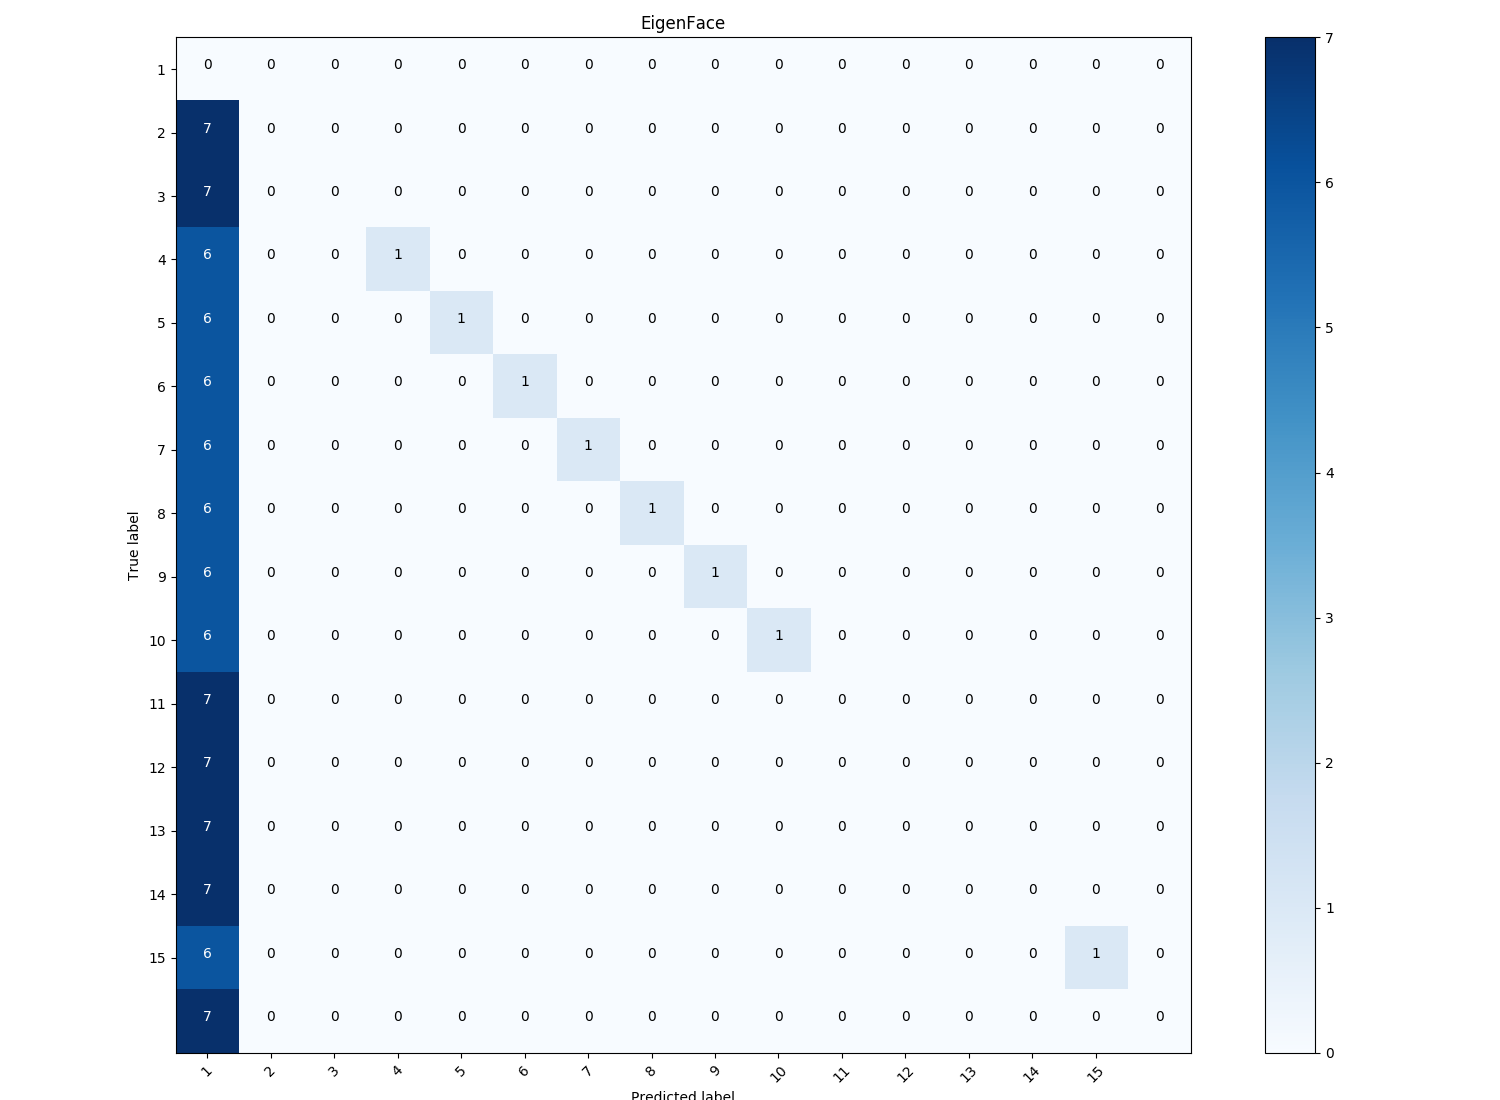 EigenFace
1 0 0 0 0 0 0 0 0 0 0 0 0 0 0 0 0
2 7 0 0 0 0 0 0 0 0 0 0 0 0 0 0 0
3 7 0 0 0 0 0 0 0 0 0 0 0 0 0 0 0
4 6 0 0 1 0 0 0 0 0 0 0 0 0 0 0 0
5 6 0 0 0 1 0 0 0 0 0 0 0 0 0 0 0
6 6 0 0 0 0 1 0 0 0 0 0 0 0 0 0 0
7 6 0 0 0 0 0 1 0 0 0 0 0 0 0 0 0
8 6 0 0 0 0 0 0 1 0 0 0 0 0 0 0 0
9 6 0 0 0 0 0 0 0 1 0 0 0 0 0 0 0
10 6 0 0 0 0 0 0 0 0 1 0 0 0 0 0 0
11 7 0 0 0 0 0 0 0 0 0 0 0 0 0 0 0
12 7 0 0 0 0 0 0 0 0 0 0 0 0 0 0 0
13 7 0 0 0 0 0 0 0 0 0 0 0 0 0 0 0
14 7 0 0 0 0 0 0 0 0 0 0 0 0 0 0 0
15 6 0 0 0 0 0 0 0 0 0 0 0 0 0 1 0
7 0 0 0 0 0 0 0 0 0 0 0 0 0 0 0
1 2 3 4 5 6 7 8 9 10 11 12 13 14 15
True label
Predicted label
7
6
5
4
3
2
1
0